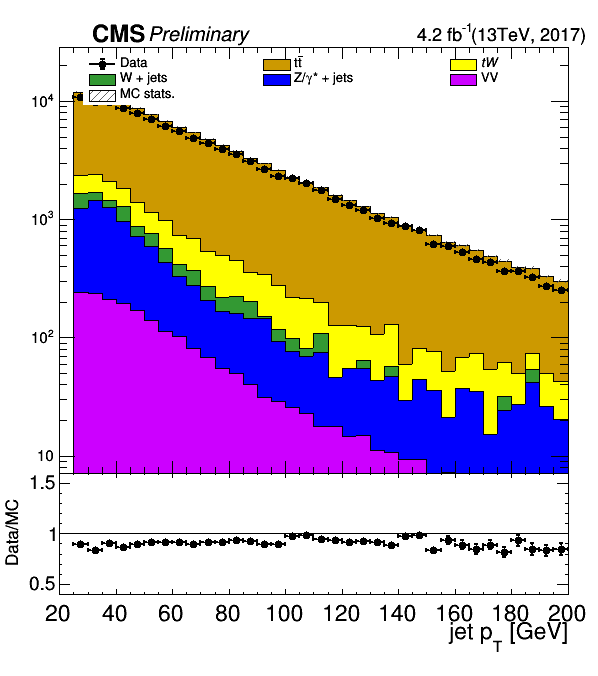 CMS Preliminary 4.2 fb⁻¹(13TeV, 2017)
Data tt̄ tW
W + jets Z/γ* + jets VV
MC stats.
10⁴
10³
10²
10
1.5
1
0.5
Data/MC
20 40 60 80 100 120 140 160 180 200
jet p_T [GeV]